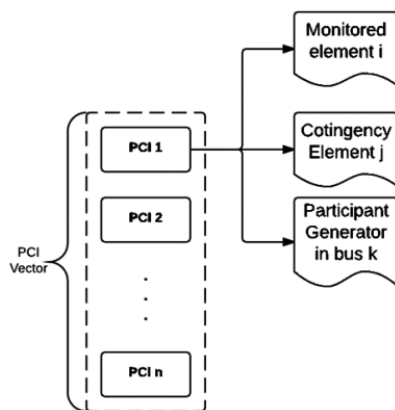 Monitored
element i
PCI 1
Cotingency
Element j
PCI 2
Participant
Generator
in bus k
PCI
Vector
.
.
.
PCI n